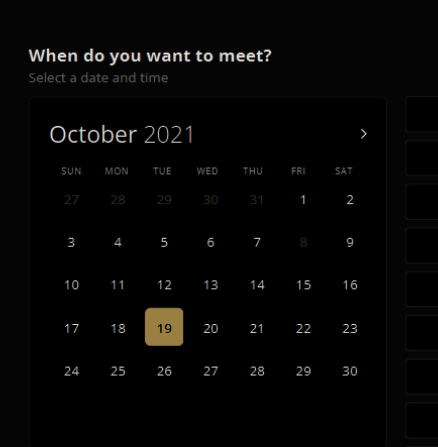 When do you want to meet?
Select a date and time
October 2021 >
SUN MON TUE WED THU FRI SAT
27 28 29 30 31 1 2
3 4 5 6 7 8 9
10 11 12 13 14 15 16
17 18 19 20 21 22 23
24 25 26 27 28 29 30